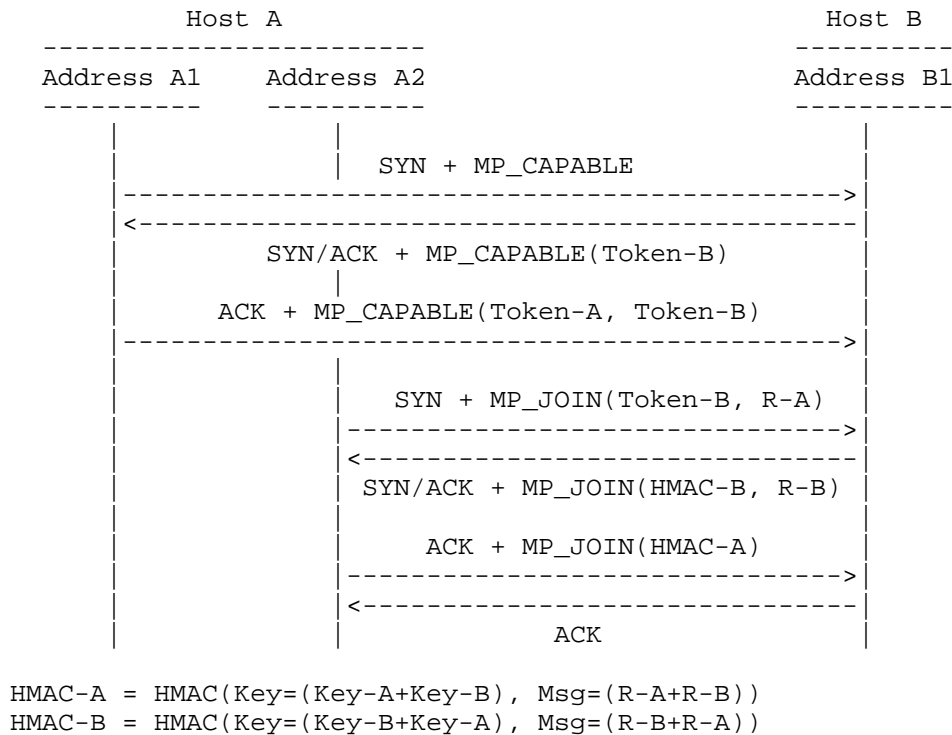 Host A Host B
------------------------ ----------
Address A1 Address A2 Address B1
---------- ---------- ----------
| | |
| | SYN + MP_CAPABLE |
|--------------------------------------------->|
|<---------------------------------------------|
| SYN/ACK + MP_CAPABLE(Token-B) |
| | |
| ACK + MP_CAPABLE(Token-A, Token-B) |
|--------------------------------------------->|
| | |
| | SYN + MP_JOIN(Token-B, R-A) |
| |------------------------------->|
| |<-------------------------------|
| | SYN/ACK + MP_JOIN(HMAC-B, R-B) |
| | |
| | ACK + MP_JOIN(HMAC-A) |
| |------------------------------->|
| |<-------------------------------|
| | ACK |
HMAC-A = HMAC(Key=(Key-A+Key-B), Msg=(R-A+R-B))
HMAC-B = HMAC(Key=(Key-B+Key-A), Msg=(R-B+R-A))